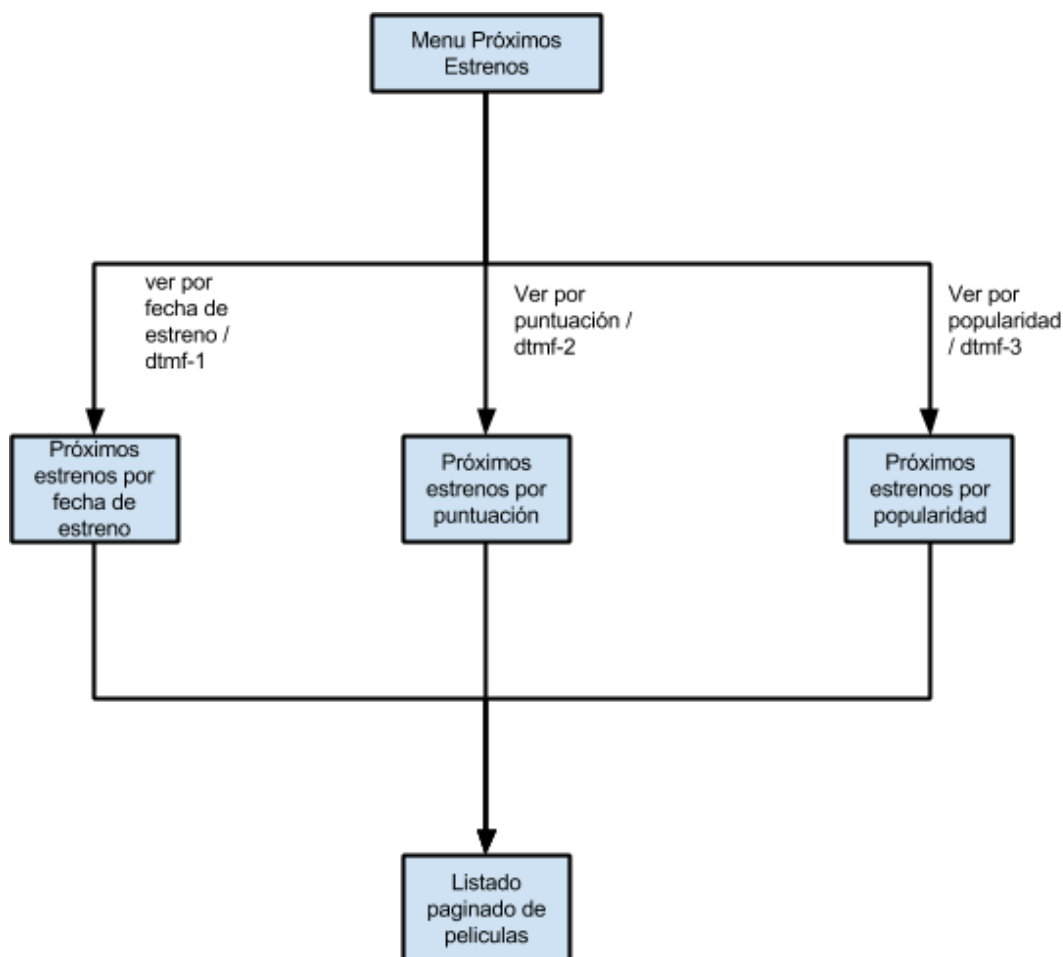 Menu Próximos
Estrenos
ver por
fecha de
estreno /
dtmf-1
Ver por
puntuación /
dtmf-2
Ver por
popularidad
/ dtmf-3
Próximos
estrenos por
fecha de
estreno
Próximos
estrenos por
puntuación
Próximos
estrenos por
popularidad
Listado
paginado de
peliculas